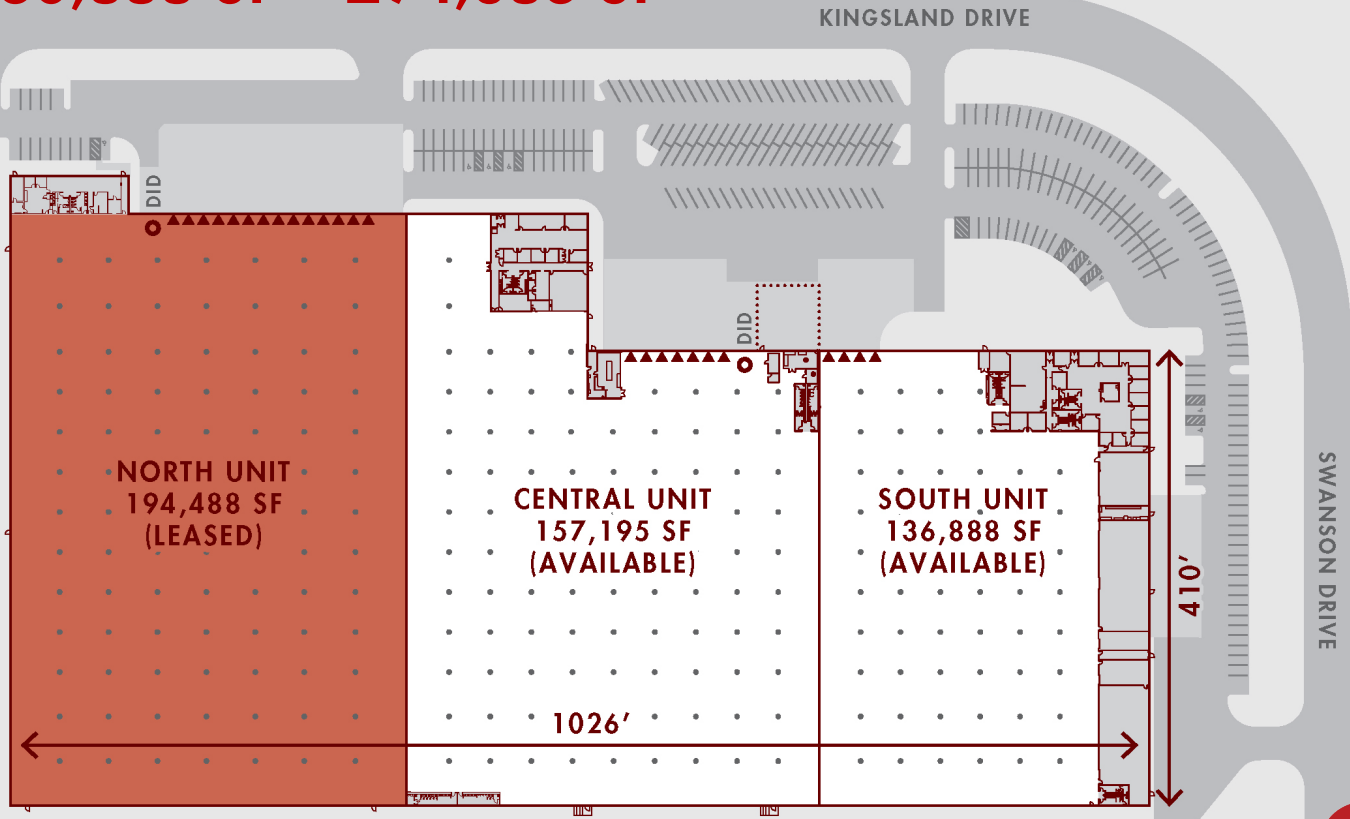 KINGSLAND DRIVE
DID
DID
NORTH UNIT
194,488 SF
(LEASED)
CENTRAL UNIT
157,195 SF
(AVAILABLE)
SOUTH UNIT
136,888 SF
(AVAILABLE)
410’
1026’
SWANSON DRIVE